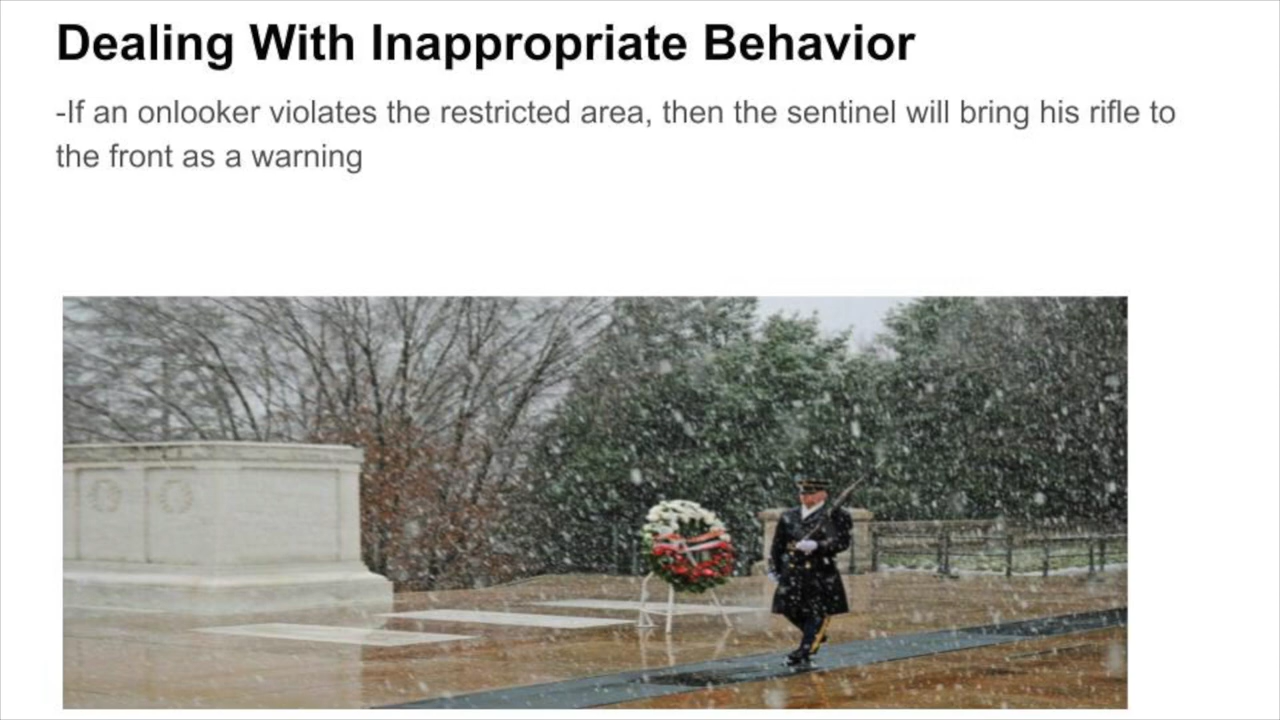 Dealing With Inappropriate Behavior
-If an onlooker violates the restricted area, then the sentinel will bring his rifle to
the front as a warning